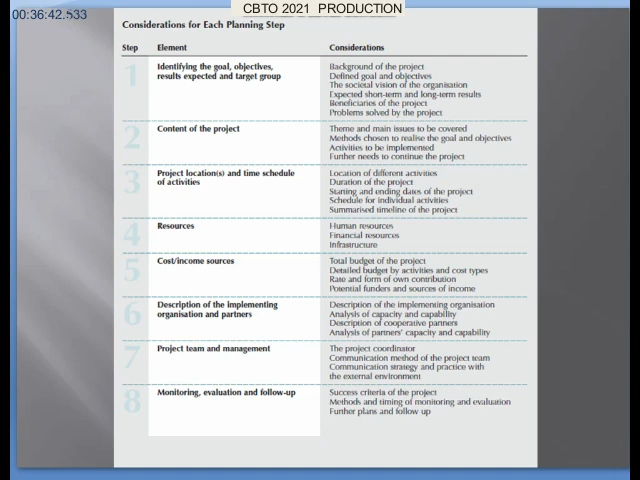 CBTO 2021 PRODUCTION
00:36:42.533
Considerations for Each Planning Step
Step Element Considerations
1 Identifying the goal, objectives, results expected and target group
Background of the project
Defined goal and objectives
The societal vision of the organisation
Expected short-term and long-term results
Beneficiaries of the project
Problems solved by the project
2 Content of the project
Theme and main issues to be covered
Methods chosen to realise the goal and objectives
Activities to be implemented
Further needs to continue the project
3 Project location(s) and time schedule of activities
Location of different activities
Duration of the project
Starting and ending dates of the project
Schedule for individual activities
Summarised timeline of the project
4 Resources
Human resources
Financial resources
Infrastructure
5 Cost/income sources
Total budget of the project
Detailed budget by activities and cost types
Rate and form of own contribution
Potential funders and sources of income
6 Description of the implementing organisation and partners
Description of the implementing organisation
Analysis of capacity and capability
Description of cooperative partners
Analysis of partners' capacity and capability
7 Project team and management
The project coordinator
Communication method of the project team
Communication strategy and practice with
the external environment
8 Monitoring, evaluation and follow-up
Success criteria of the project
Methods and timing of monitoring and evaluation
Further plans and follow up